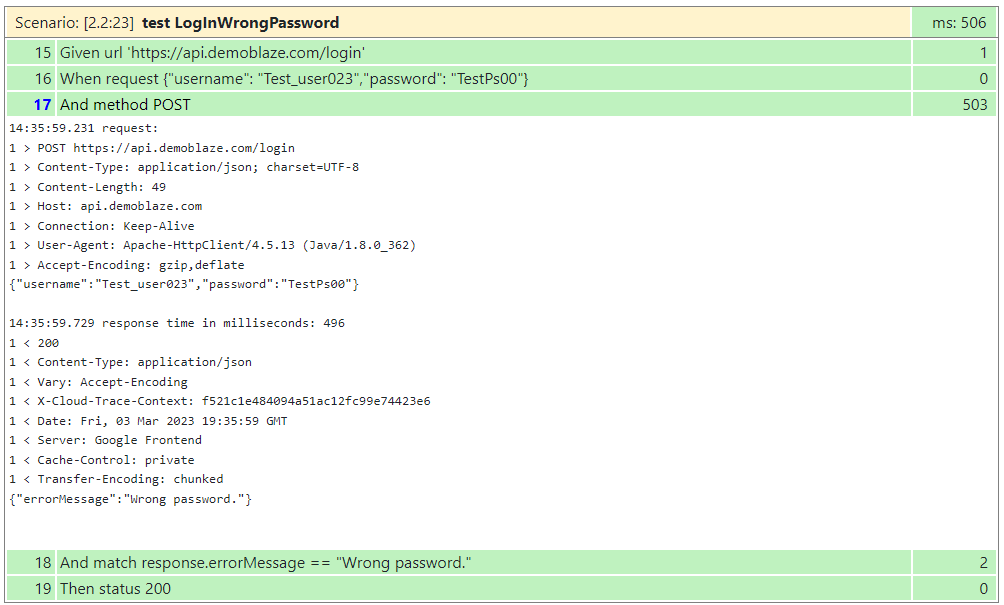 Scenario: [2.2:23] test LogInWrongPassword ms: 506
15 Given url 'https://api.demoblaze.com/login' 1
16 When request {"username": "Test_user023","password": "TestPs00"} 0
17 And method POST 503
14:35:59.231 request:
1 > POST https://api.demoblaze.com/login
1 > Content-Type: application/json; charset=UTF-8
1 > Content-Length: 49
1 > Host: api.demoblaze.com
1 > Connection: Keep-Alive
1 > User-Agent: Apache-HttpClient/4.5.13 (Java/1.8.0_362)
1 > Accept-Encoding: gzip,deflate
{"username":"Test_user023","password":"TestPs00"}
14:35:59.729 response time in milliseconds: 496
1 < 200
1 < Content-Type: application/json
1 < Vary: Accept-Encoding
1 < X-Cloud-Trace-Context: f521c1e484094a51ac12fc99e74423e6
1 < Date: Fri, 03 Mar 2023 19:35:59 GMT
1 < Server: Google Frontend
1 < Cache-Control: private
1 < Transfer-Encoding: chunked
{"errorMessage":"Wrong password."}
18 And match response.errorMessage == "Wrong password." 2
19 Then status 200 0